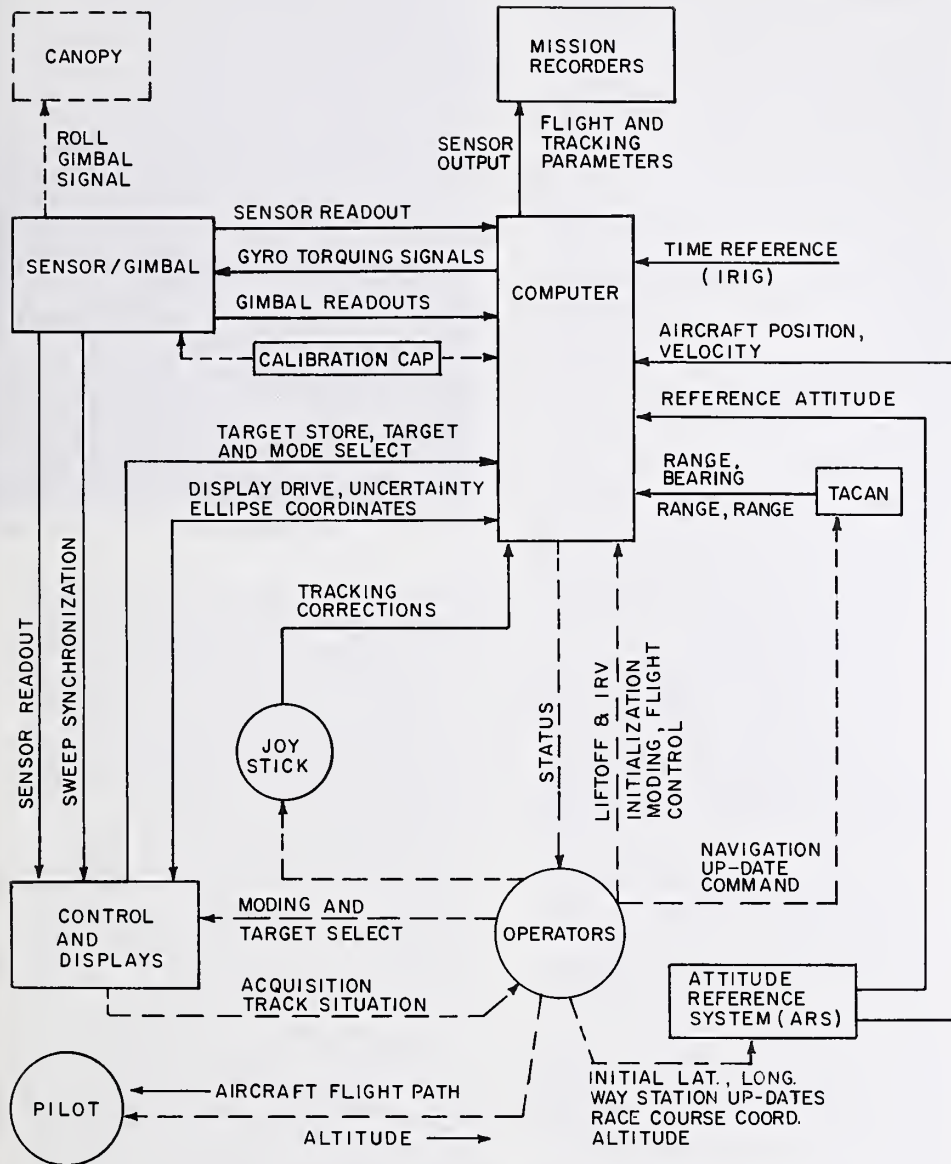 CANOPY
MISSION
RECORDERS
ROLL
GIMBAL
SIGNAL
SENSOR
OUTPUT
FLIGHT AND
TRACKING
PARAMETERS
SENSOR/GIMBAL
SENSOR READOUT
GYRO TORQUING SIGNALS
GIMBAL READOUTS
CALIBRATION CAP
COMPUTER
TIME REFERENCE
(IRIG)
AIRCRAFT POSITION,
VELOCITY
REFERENCE ATTITUDE
TARGET STORE, TARGET
AND MODE SELECT
RANGE,
BEARING
RANGE, RANGE
TACAN
DISPLAY DRIVE, UNCERTAINTY
ELLIPSE COORDINATES
TRACKING
CORRECTIONS
SENSOR READOUT
SWEEP SYNCHRONIZATION
JOY
STICK
STATUS
LIFTOFF & IRV
INITIALIZATION
MODING, FLIGHT
CONTROL
NAVIGATION
UP-DATE
COMMAND
CONTROL
AND
DISPLAYS
MODING AND
TARGET SELECT
OPERATORS
ACQUISITION
TRACK SITUATION
ATTITUDE
REFERENCE
SYSTEM (ARS)
PILOT
AIRCRAFT FLIGHT PATH
ALTITUDE
INITIAL LAT., LONG.
WAY STATION UP-DATES
RACE COURSE COORD.
ALTITUDE